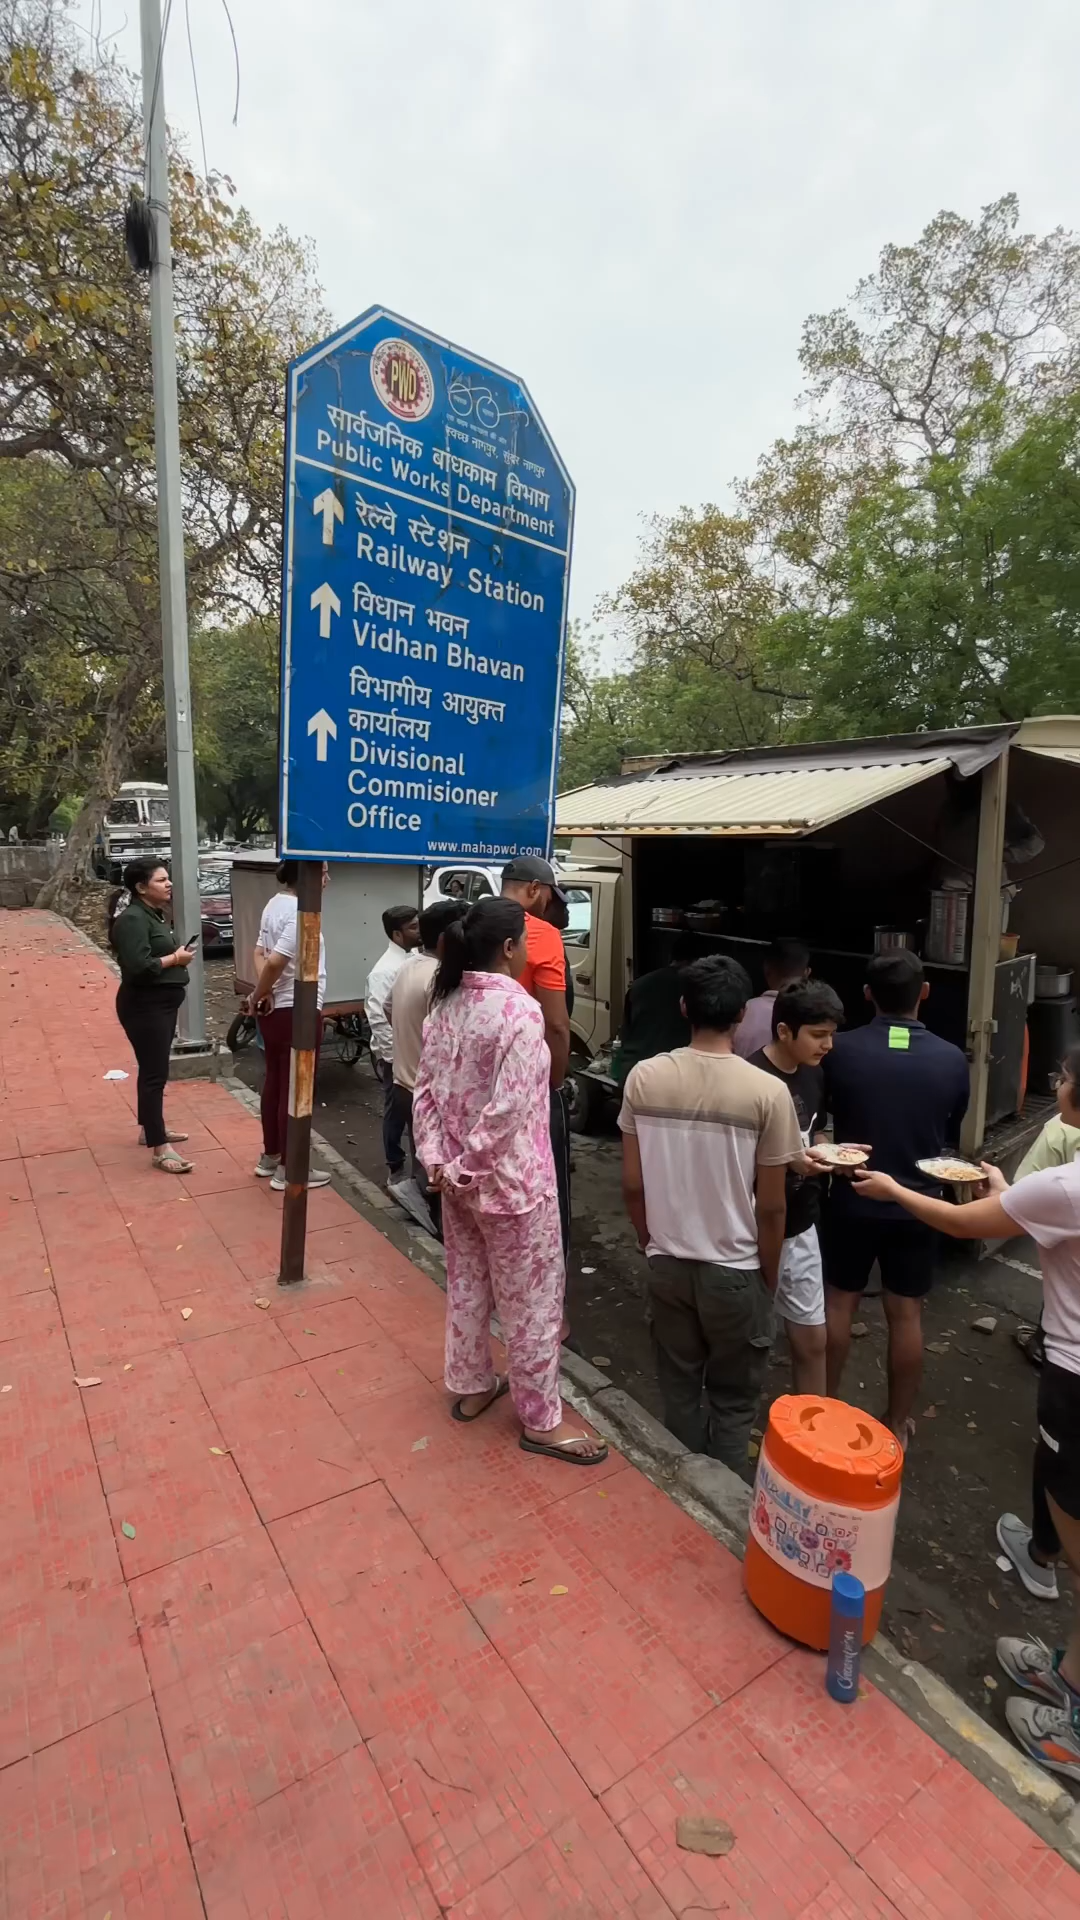 PWD
स्वच्छ नागपुर, सुंदर नागपुर
सार्वजनिक बांधकाम विभाग
Public Works Department
रेल्वे स्टेशन
Railway Station
विधान भवन
Vidhan Bhavan
विभागीय आयुक्त
कार्यालय
Divisional
Commisioner
Office
www.mahapwd.com
Champion